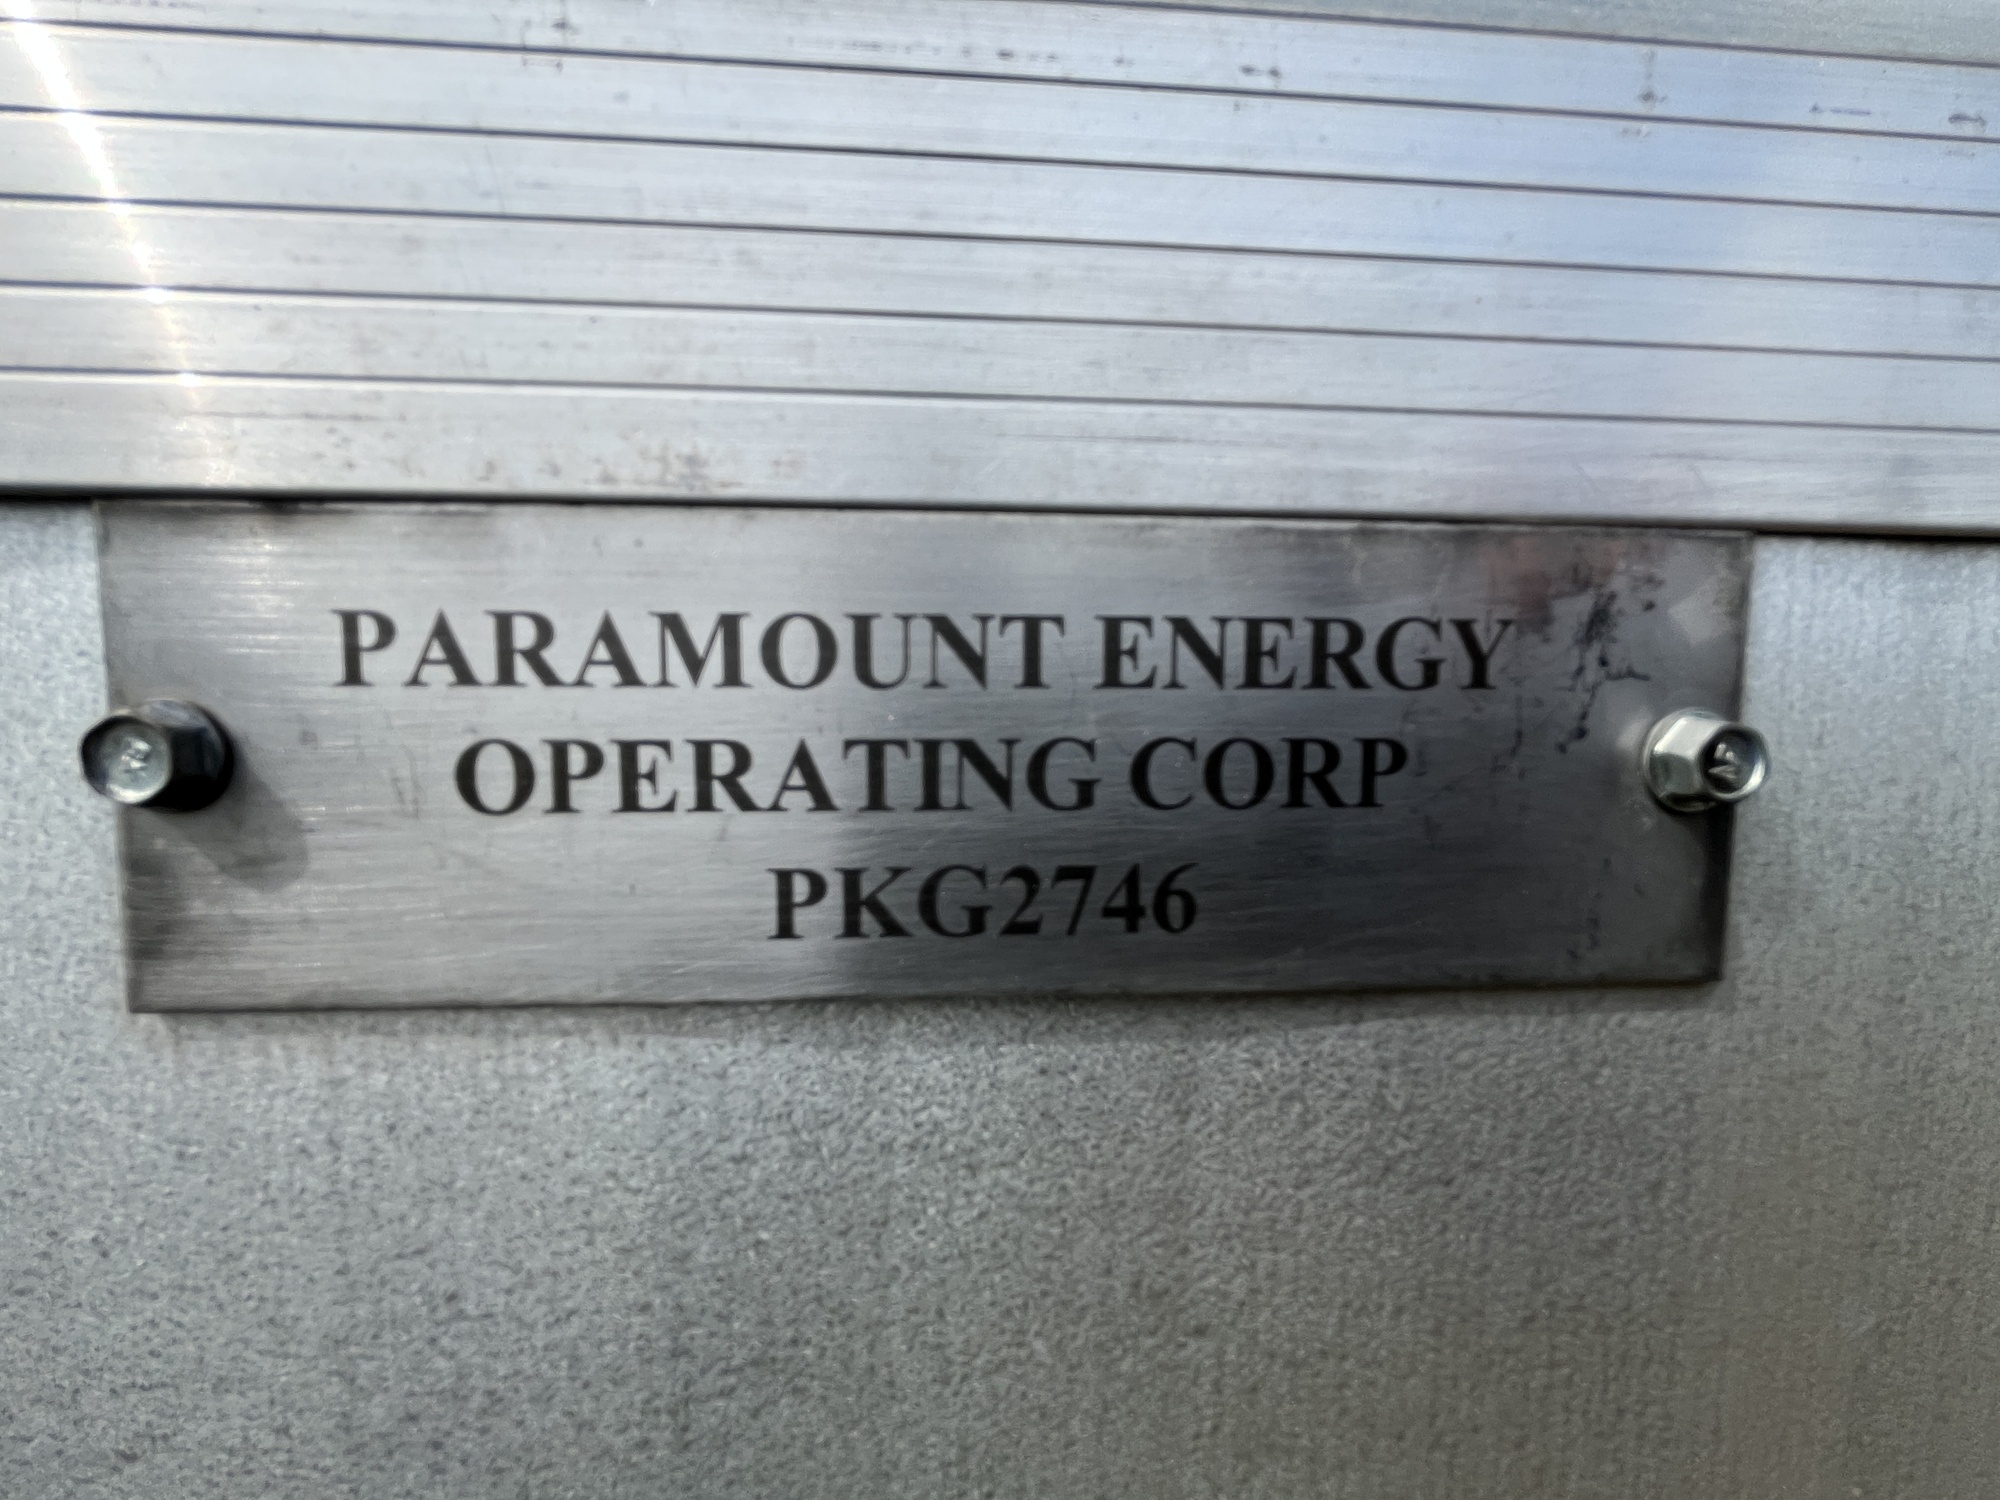 PARAMOUNT ENERGY
OPERATING CORP
PKG2746